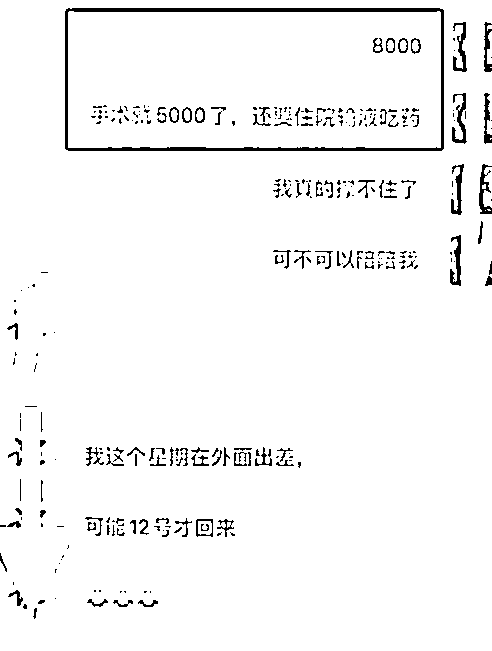 8000
手术就5000了，还要住院输液吃药
我真的撑不住了
可不可以陪陪我
我这个星期在外面出差，
可能12号才回来